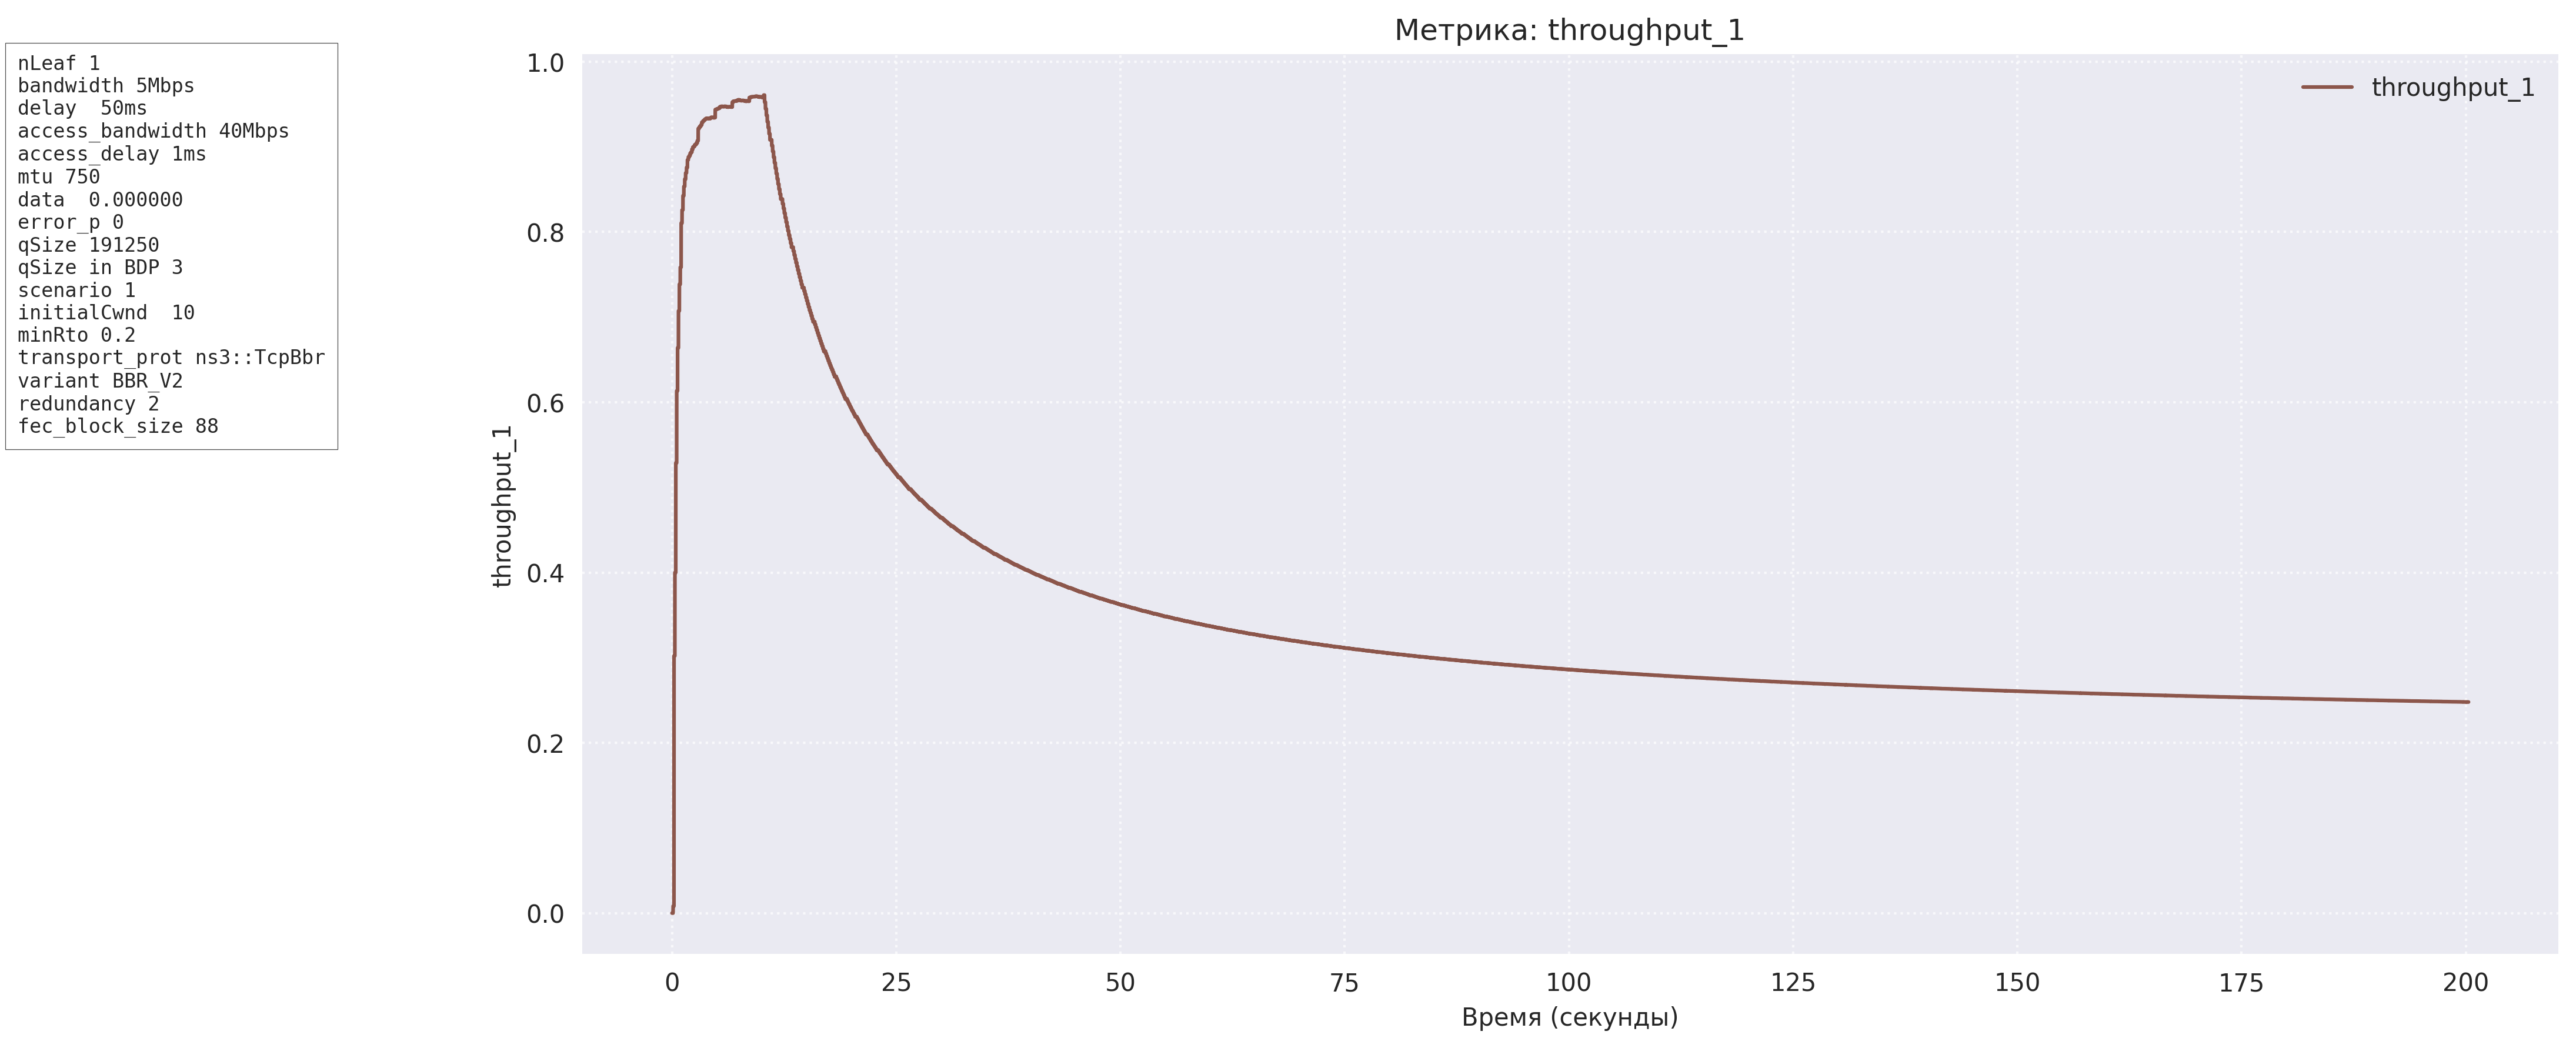 Метрика: throughput_1
nLeaf 1
bandwidth 5Mbps
delay  50ms
access_bandwidth 40Mbps
access_delay 1ms
mtu 750
data  0.000000
error_p 0
qSize 191250
qSize in BDP 3
scenario 1
initialCwnd  10
minRto 0.2
transport_prot ns3::TcpBbr
variant BBR_V2
redundancy 2
fec_block_size 88
throughput_1
1.0
0.8
0.6
0.4
0.2
0.0
throughput_1
0 25 50 75 100 125 150 175 200
Время (секунды)